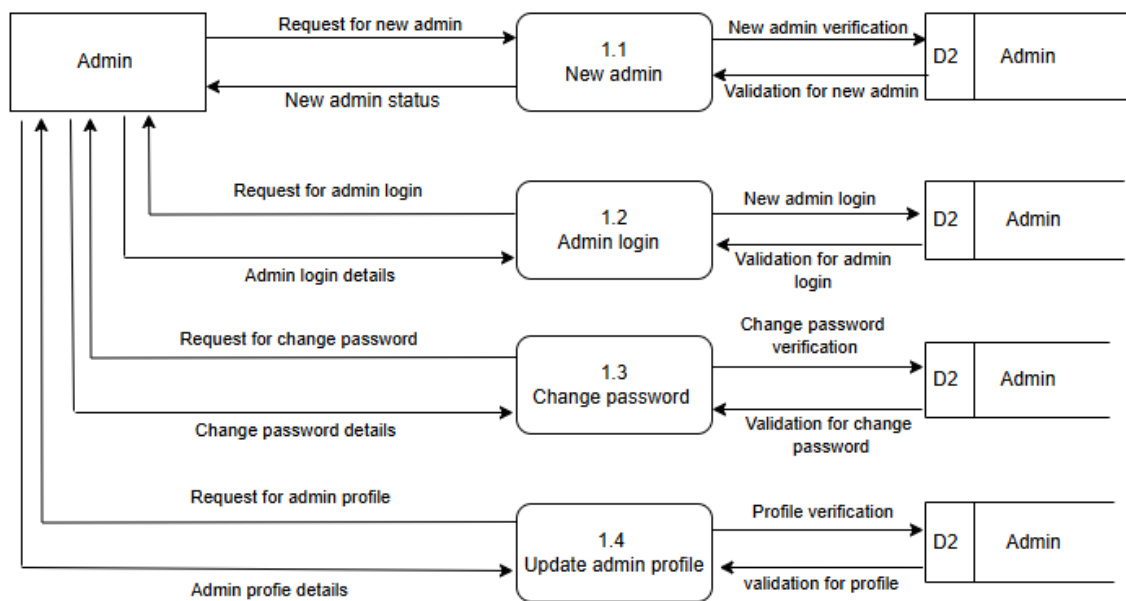 Request for new admin
New admin verification
Admin
1.1
New admin
D2
Admin
New admin status
Validation for new admin
Request for admin login
New admin login
1.2
Admin login
D2
Admin
Admin login details
Validation for admin
login
Request for change password
Change password
verification
1.3
Change password
D2
Admin
Change password details
Validation for change
password
Request for admin profile
Profile verification
1.4
Update admin profile
D2
Admin
Admin profie details
validation for profile